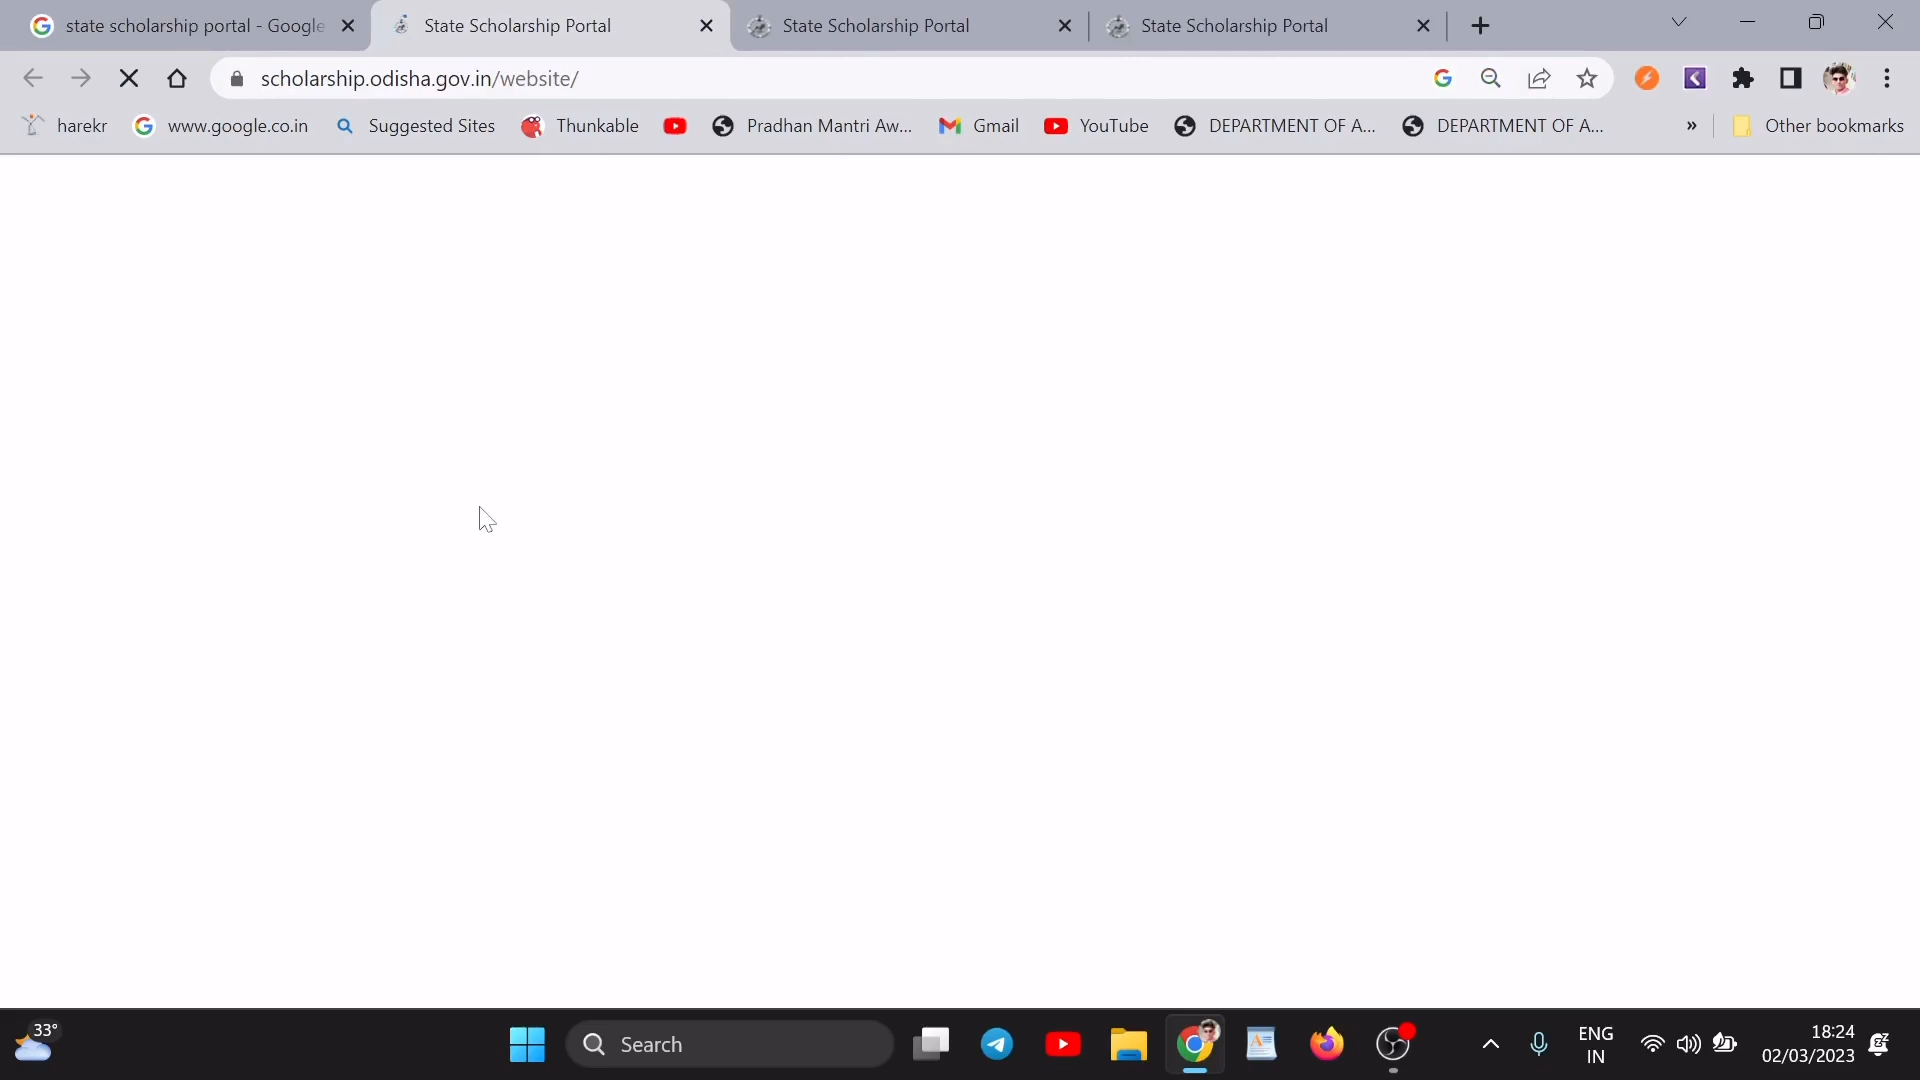 state scholarship portal - Google
State Scholarship Portal
State Scholarship Portal
State Scholarship Portal
scholarship.odisha.gov.in/website/
harekr
www.google.co.in
Suggested Sites
Thunkable
Pradhan Mantri Aw...
Gmail
YouTube
DEPARTMENT OF A...
DEPARTMENT OF A...
»
Other bookmarks
33°
Search
ENG
IN
18:24
02/03/2023